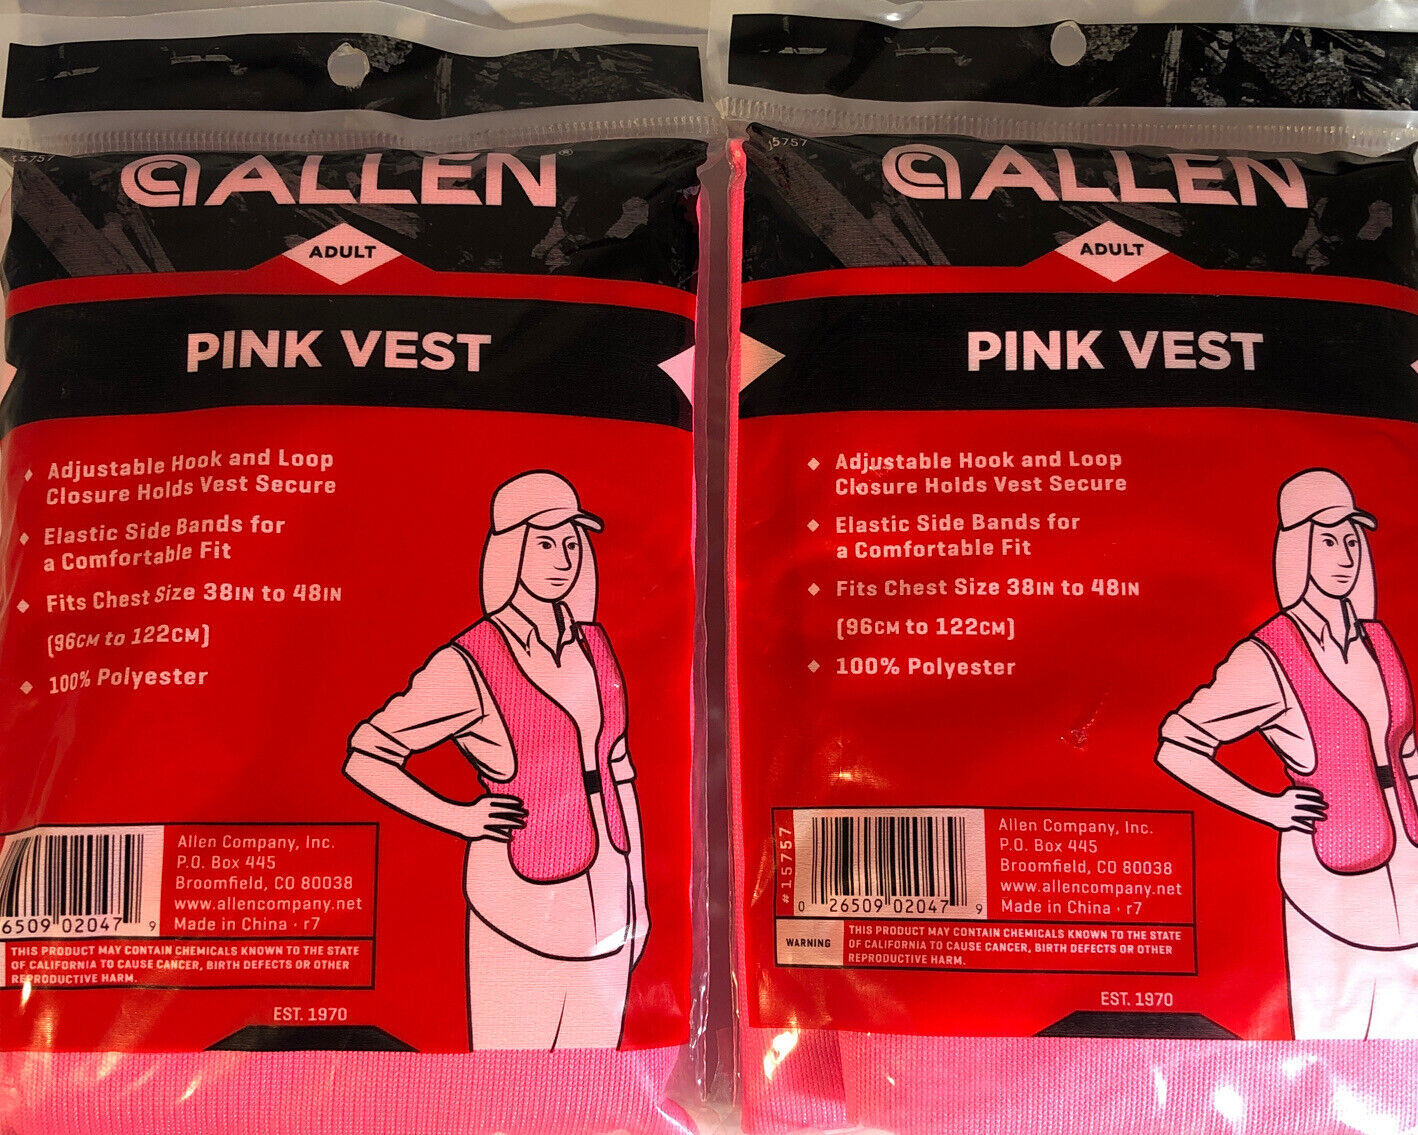 15757
ALLEN®
ADULT
PINK VEST
Adjustable Hook and Loop
Closure Holds Vest Secure
Elastic Side Bands for
a Comfortable Fit
Fits Chest Size 38IN to 48IN
(96CM to 122CM)
100% Polyester
6509 02047 9
Allen Company, Inc.
P.O. Box 445
Broomfield, CO 80038
www.allencompany.net
Made in China · r7
THIS PRODUCT MAY CONTAIN CHEMICALS KNOWN TO THE STATE
OF CALIFORNIA TO CAUSE CANCER, BIRTH DEFECTS OR OTHER
REPRODUCTIVE HARM.
EST. 1970
15757
ALLEN
ADULT
PINK VEST
Adjustable Hook and Loop
Closure Holds Vest Secure
Elastic Side Bands for
a Comfortable Fit
Fits Chest Size 38IN to 48IN
(96CM to 122CM)
100% Polyester
#15757
0 26509 02047 9
Allen Company, Inc.
P.O. Box 445
Broomfield, CO 80038
www.allencompany.net
Made in China · r7
WARNING
THIS PRODUCT MAY CONTAIN CHEMICALS KNOWN TO THE STATE
OF CALIFORNIA TO CAUSE CANCER, BIRTH DEFECTS OR OTHER
REPRODUCTIVE HARM.
EST. 1970